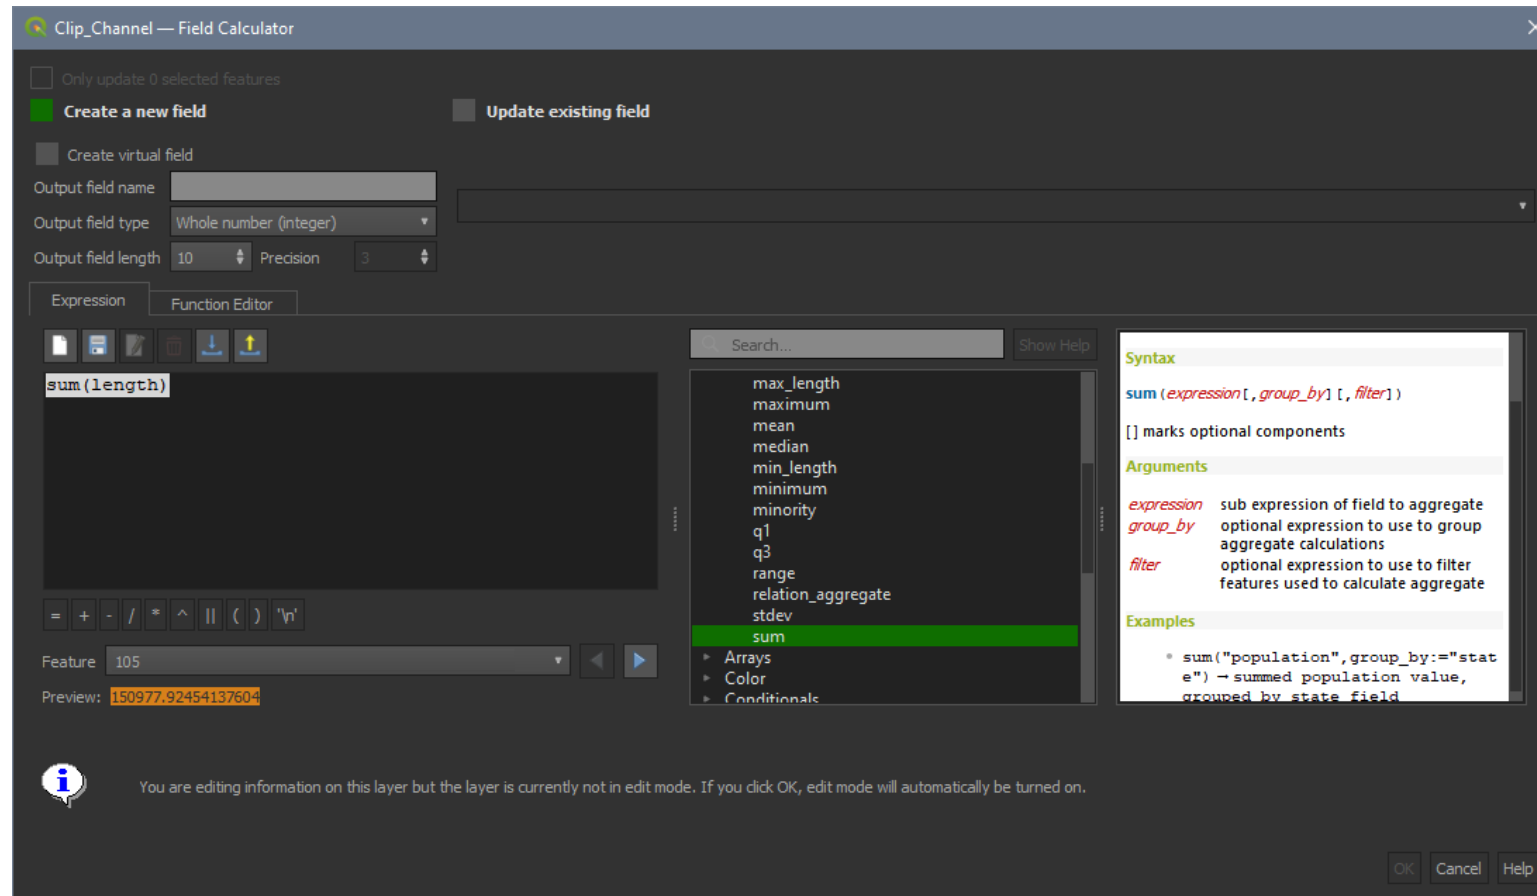 Clip_Channel — Field Calculator
Only update 0 selected features
Create a new field
Update existing field
Create virtual field
Output field name
Output field type Whole number (integer)
Output field length 10 Precision 3
Expression Function Editor
Search... Show Help
sum(length)
max_length
maximum
mean
median
min_length
minimum
minority
q1
q3
range
relation_aggregate
stdev
sum
Arrays
Color
Conditionals
= + - / * ^ || ( ) '\n'
Feature 105
Preview: 150977.92454137604
Syntax
sum(expression[,group_by][,filter])
[] marks optional components
Arguments
expression sub expression of field to aggregate
group_by optional expression to use to group
aggregate calculations
filter optional expression to use to filter
features used to calculate aggregate
Examples
sum("population",group_by:="stat
e") → summed population value,
grouped by state field
You are editing information on this layer but the layer is currently not in edit mode. If you click OK, edit mode will automatically be turned on.
OK Cancel Help